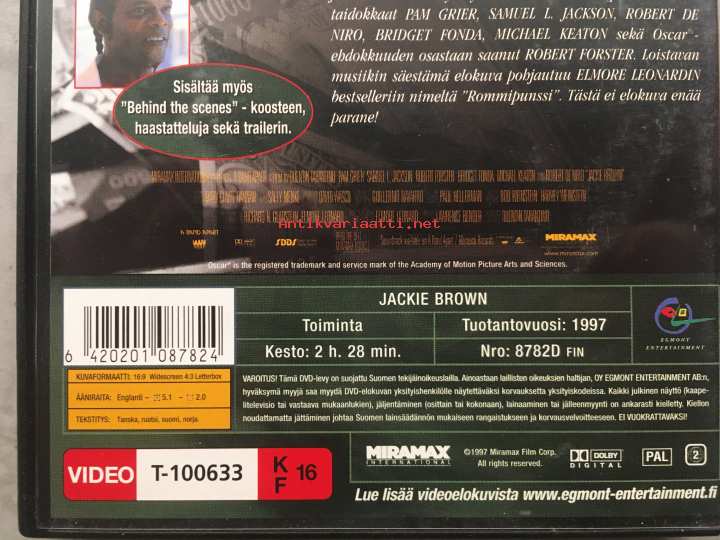 taidokkaat PAM GRIER, SAMUEL L. JACKSON, ROBERT DE
NIRO, BRIDGET FONDA, MICHAEL KEATON sekä Oscar -
ehdokkuuden osastaan saanut ROBERT FORSTER. Loistavan
musiikin säestämä elokuva pohjautuu ELMORE LEONARDIN
bestselleriin nimeltä "Rommipunssi". Tästä ei elokuva enää
parane!
Sisältää myös
"Behind the scenes" - koosteen,
haastatteluja sekä trailerin.
antikvariaatti.net
SDDS
MIRAMAX
www.miramax.com
Oscar® is the registered trademark and service mark of the Academy of Motion Picture Arts and Sciences.
6 420201 087824
JACKIE BROWN
Toiminta
Tuotantovuosi: 1997
Kesto: 2 h. 28 min.
Nro: 8782D FIN
EGMONT
ENTERTAINMENT
KUVAFORMAATTI: 16:9 Widescreen 4:3 Letterbox
ÄÄNIRAITA: Englanti - 5.1 - 2.0
TEKSTITYS: Tanska, ruotsi, suomi, norja.
VAROITUS! Tämä DVD-levy on suojattu Suomen tekijäinoikeuslailla. Ainoastaan laillisten oikeuksien haltijan, OY EGMONT ENTERTAINMENT AB:n,
hyväksymä myyjä saa myydä DVD-elokuvan yksityishenkilölle näytettäväksi korvauksetta yksityiskodeissa. Kaikki julkinen näyttö (kaape-
litelevisio tai vastaava mukaanlukien), jäljentäminen (osittain tai kokonaan), lainaaminen tai jälleenmyynti on ankarasti kielletty. Kiellon
noudattamatta jättäminen johtaa Suomen lainsäädännön mukaiseen rangaistukseen ja korvausvelvoitteeseen. EI VUOKRATTAVAKSI!
VIDEO T-100633 K F 16
MIRAMAX
INTERNATIONAL
©1997 Miramax Film Corp.
All rights reserved.
DOLBY
DIGITAL
PAL
2
Lue lisää videoelokuvista www.egmont-entertainment.fi